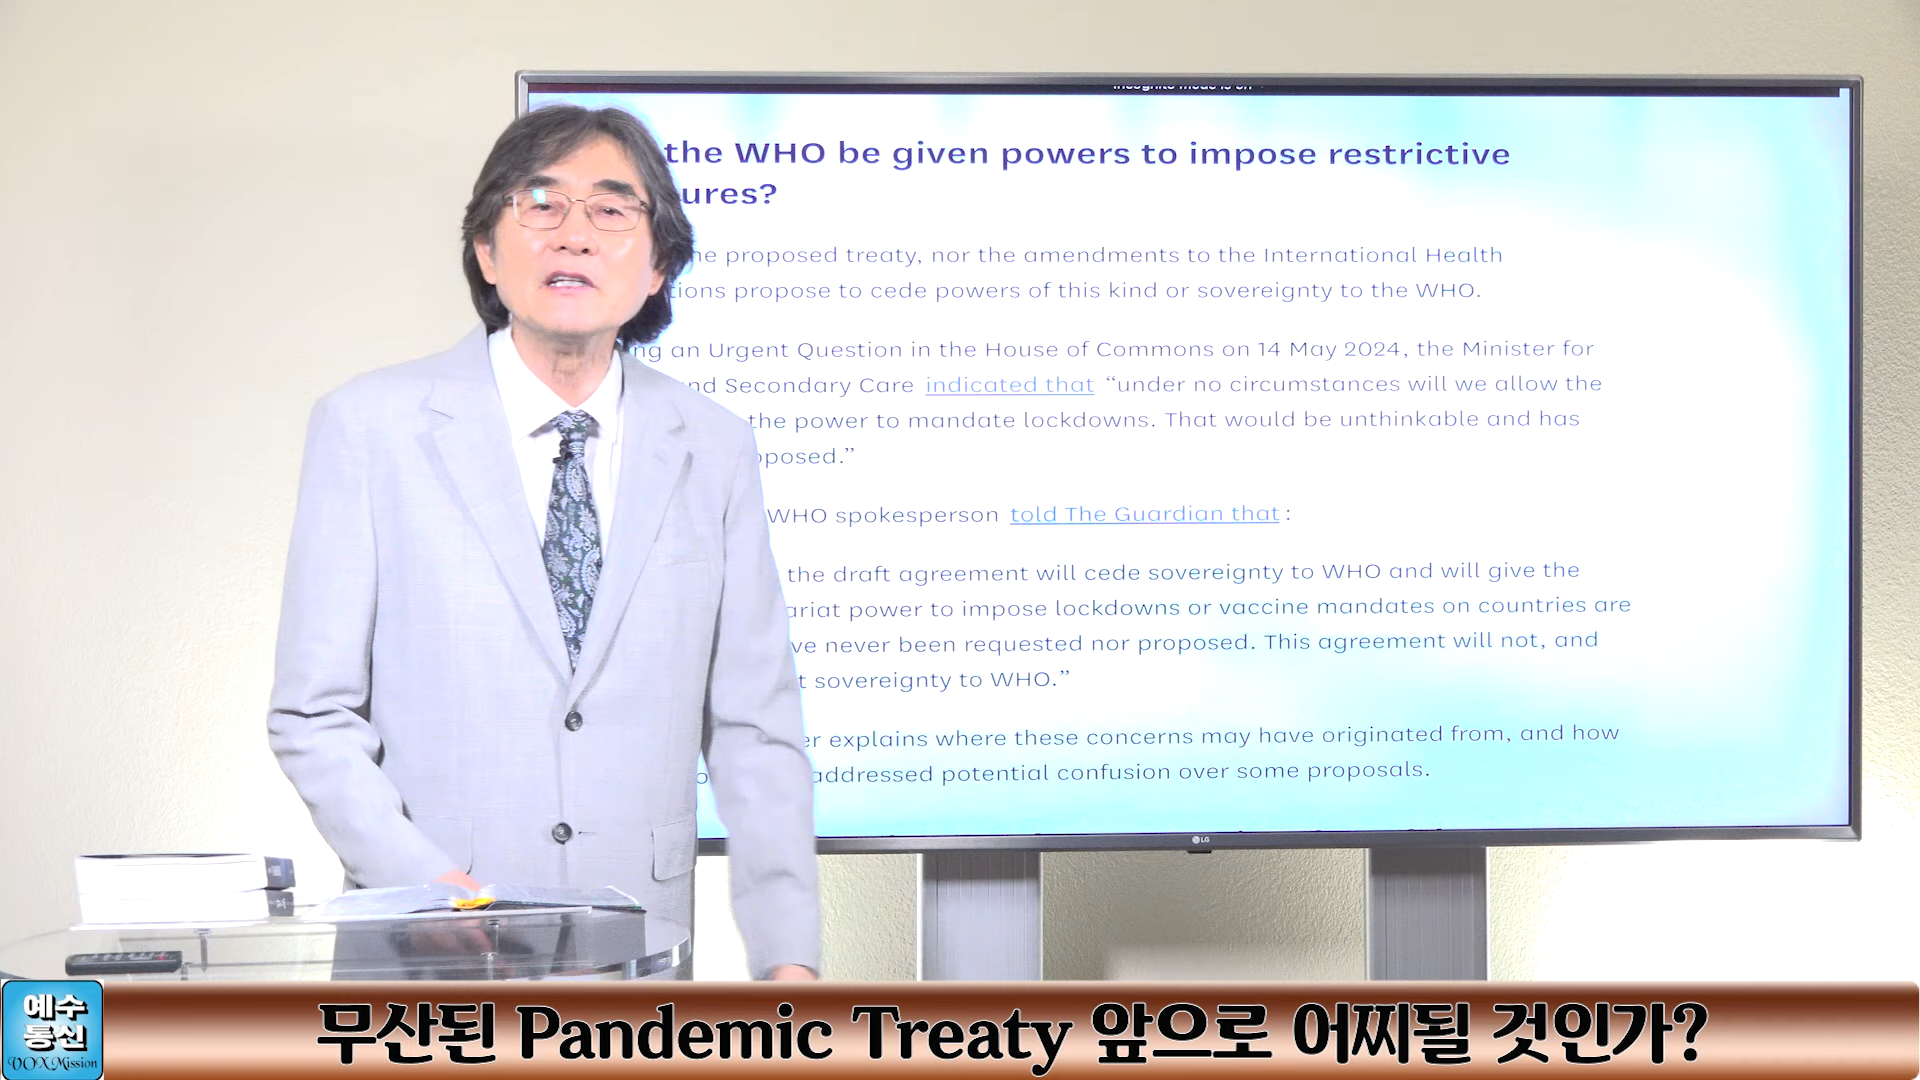 Incognito mode is on
the WHO be given powers to impose restrictive
ures?
he proposed treaty, nor the amendments to the International Health
tions propose to cede powers of this kind or sovereignty to the WHO.
ng an Urgent Question in the House of Commons on 14 May 2024, the Minister for
nd Secondary Care indicated that “under no circumstances will we allow the
the power to mandate lockdowns. That would be unthinkable and has
posed.”
WHO spokesperson told The Guardian that:
the draft agreement will cede sovereignty to WHO and will give the
ariat power to impose lockdowns or vaccine mandates on countries are
ve never been requested nor proposed. This agreement will not, and
t sovereignty to WHO.”
er explains where these concerns may have originated from, and how
addressed potential confusion over some proposals.
LG
예수
통신
VOX Mission
무산된 Pandemic Treaty 앞으로 어찌될 것인가?